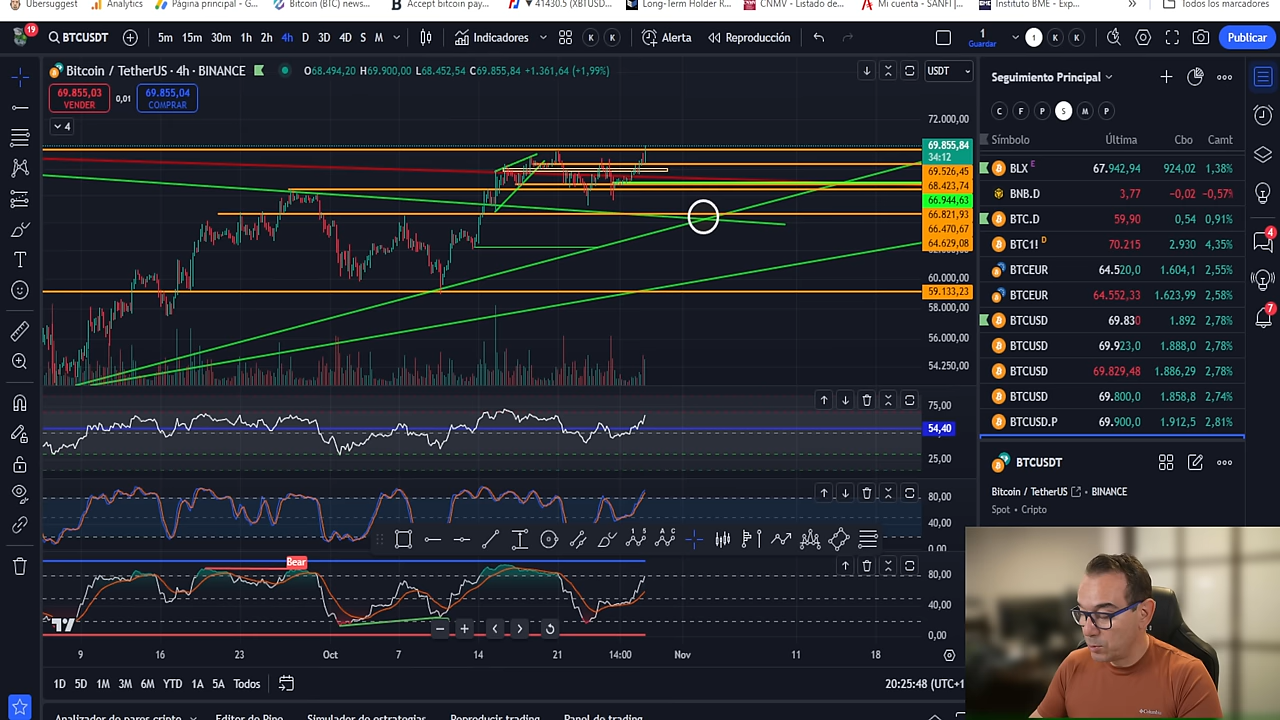 Ubersuggest
Analytics
Página principal - G...
Bitcoin (BTC) news...
Accept bitcoin pay...
41430.5 (XBTUSD...
Long-Term Holder R...
CNMV - Listado de...
Mi cuenta - SANFI |...
Instituto BME - Exp...
Todos los marcadores
19
BTCUSDT
5m 15m 30m 1h 2h 4h D 3D 4D S M
Indicadores
K K
Alerta
Reproducción
1
Guardar
1 K K
Publicar
Bitcoin / TetherUS · 4h · BINANCE
O68.494,20 H69.900,00 L68.452,54 C69.855,84 +1.361,64 (+1,99%)
USDT
69.855,03
VENDER
0,01
69.855,04
COMPRAR
4
72.000,00
69.855,84
34:12
69.526,45
68.423,74
66.944,63
66.821,93
66.470,67
64.629,08
60.000,00
59.133,23
58.000,00
56.000,00
54.250,00
75,00
54,40
25,00
80,00
40,00
0,00
Bear
80,00
40,00
0,00
9 16 23 Oct 7 14 21 14:00 Nov 11 18
1D 5D 1M 3M 6M YTD 1A 5A Todos
20:25:48 (UTC+1
Analizador de pares cripto
Editor de Pine
Simulador de estrategias
Reproducir trading
Panel de trading
Seguimiento Principal
C F P S M P
Símbolo Última Cbo Camt
BLX E 67.942,94 924,02 1,38%
BNB.D 3,77 -0,02 -0,57%
BTC.D 59,90 0,54 0,91%
BTC1! D 70.215 2.930 4,35%
BTCEUR 64.520,0 1.604,1 2,55%
BTCEUR 64.552,33 1.623,99 2,58%
BTCUSD 69.830 1.892 2,78%
BTCUSD 69.923,0 1.888,0 2,78%
BTCUSD 69.829,48 1.886,29 2,78%
BTCUSD 69.800,0 1.858,8 2,74%
BTCUSD.P 69.900,0 1.912,5 2,81%
BTCUSDT
Bitcoin / TetherUS · BINANCE
Spot · Cripto
4
7
Columbia